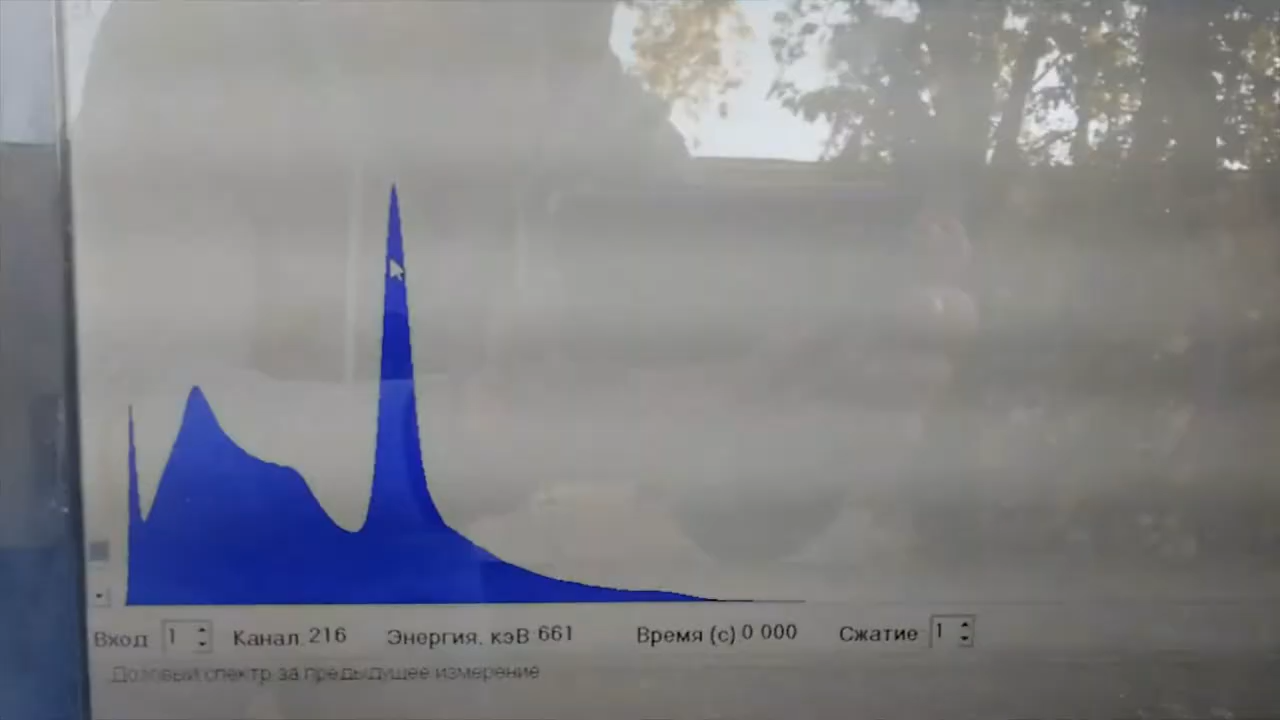 Вход 1 Канал. 216 Энергия. кэВ 661 Время (с) 0 000 Сжатие 1
Дозовый спектр за предыдущее измерение